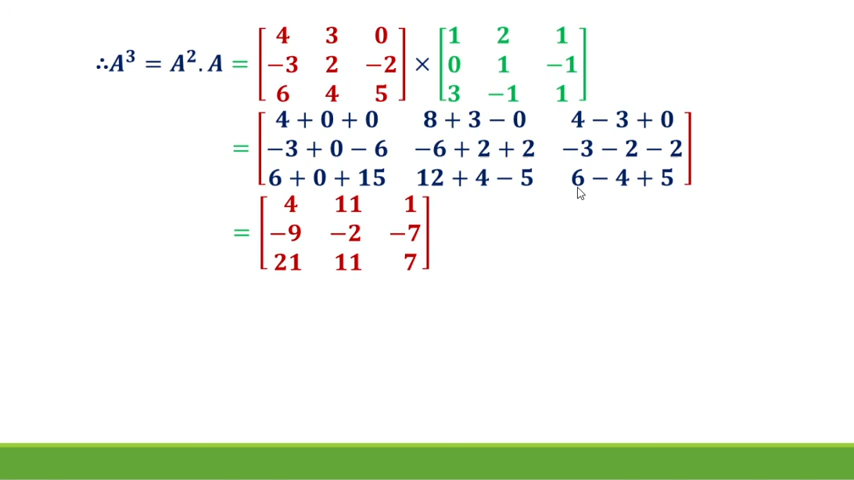 ∴A³ = A². A = [4 3 0; −3 2 −2; 6 4 5] × [1 2 1; 0 1 −1; 3 −1 1]
= [4 + 0 + 0 8 + 3 − 0 4 − 3 + 0; −3 + 0 − 6 −6 + 2 + 2 −3 − 2 − 2; 6 + 0 + 15 12 + 4 − 5 6 − 4 + 5]
= [4 11 1; −9 −2 −7; 21 11 7]